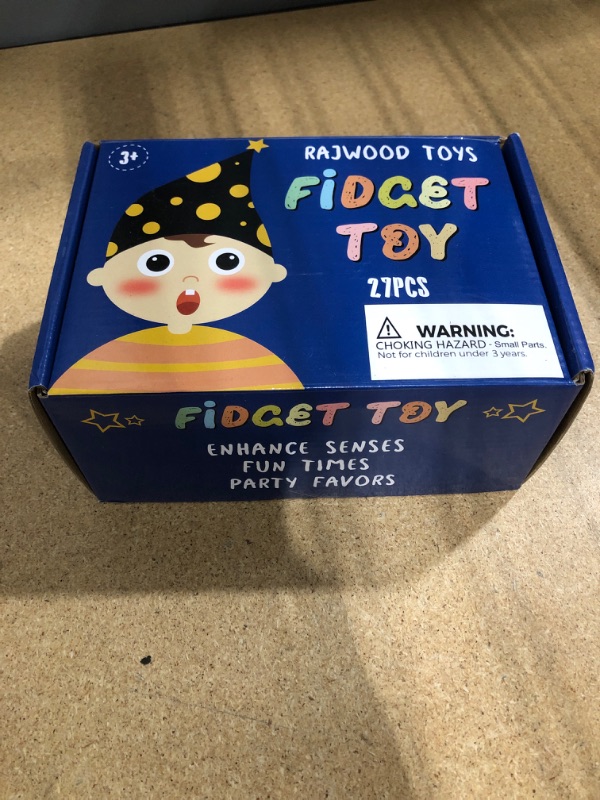 3+
RAJWOOD TOYS
FiDGET
TOY
27PCS
WARNING:
CHOKING HAZARD - Small Parts.
Not for children under 3 years.
FiDGET TOY
ENHANCE SENSES
FUN TIMES
PARTY FAVORS